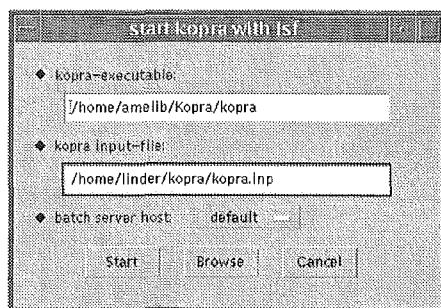 start kopra with lsf
kopra-executable:
/home/amelib/Kopra/kopra
kopra input-file:
/home/linder/kopra/kopra.inp
batch server host: default
Start Browse Cancel